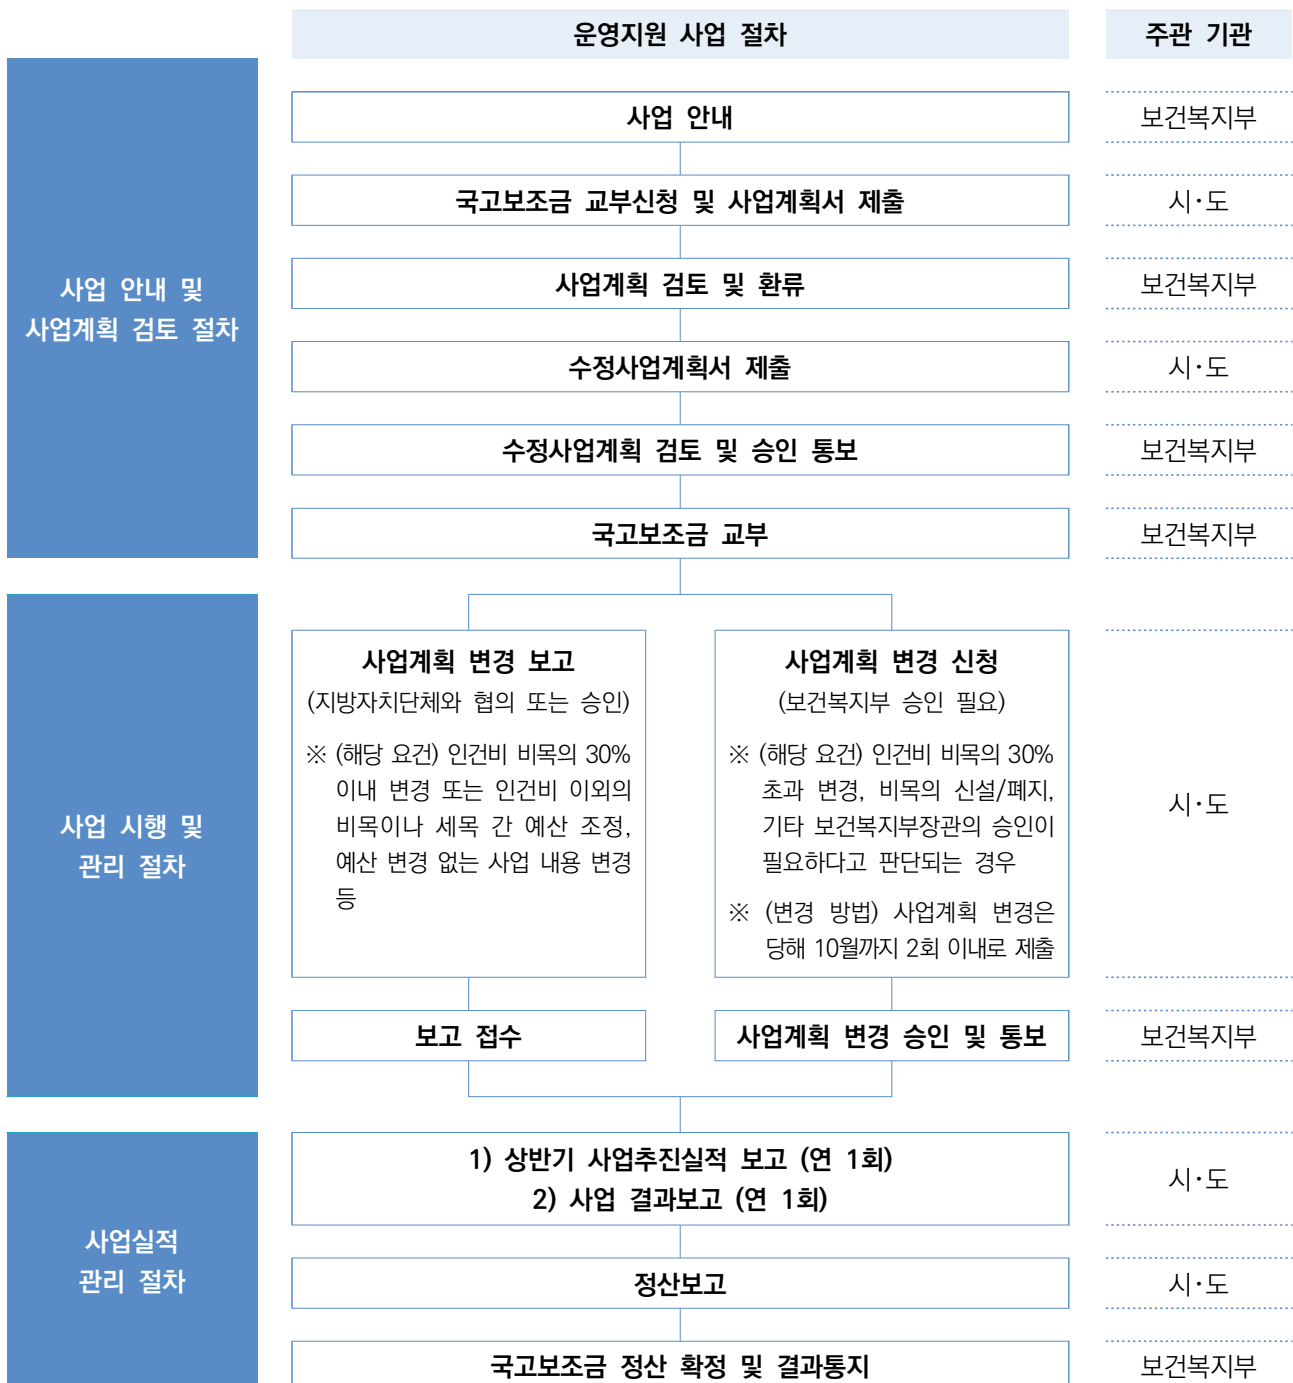 운영지원 사업 절차
주관 기관
사업 안내 및
사업계획 검토 절차
사업 안내
보건복지부
국고보조금 교부신청 및 사업계획서 제출
시·도
사업계획 검토 및 환류
보건복지부
수정사업계획서 제출
시·도
수정사업계획 검토 및 승인 통보
보건복지부
국고보조금 교부
보건복지부
사업 시행 및
관리 절차
사업계획 변경 보고
(지방자치단체와 협의 또는 승인)
※ (해당 요건) 인건비 비목의 30%
이내 변경 또는 인건비 이외의
비목이나 세목 간 예산 조정,
예산 변경 없는 사업 내용 변경
등
사업계획 변경 신청
(보건복지부 승인 필요)
※ (해당 요건) 인건비 비목의 30%
초과 변경, 비목의 신설/폐지,
기타 보건복지부장관의 승인이
필요하다고 판단되는 경우
※ (변경 방법) 사업계획 변경은
당해 10월까지 2회 이내로 제출
시·도
보고 접수
사업계획 변경 승인 및 통보
보건복지부
사업실적
관리 절차
1) 상반기 사업추진실적 보고 (연 1회)
2) 사업 결과보고 (연 1회)
시·도
정산보고
시·도
국고보조금 정산 확정 및 결과통지
보건복지부